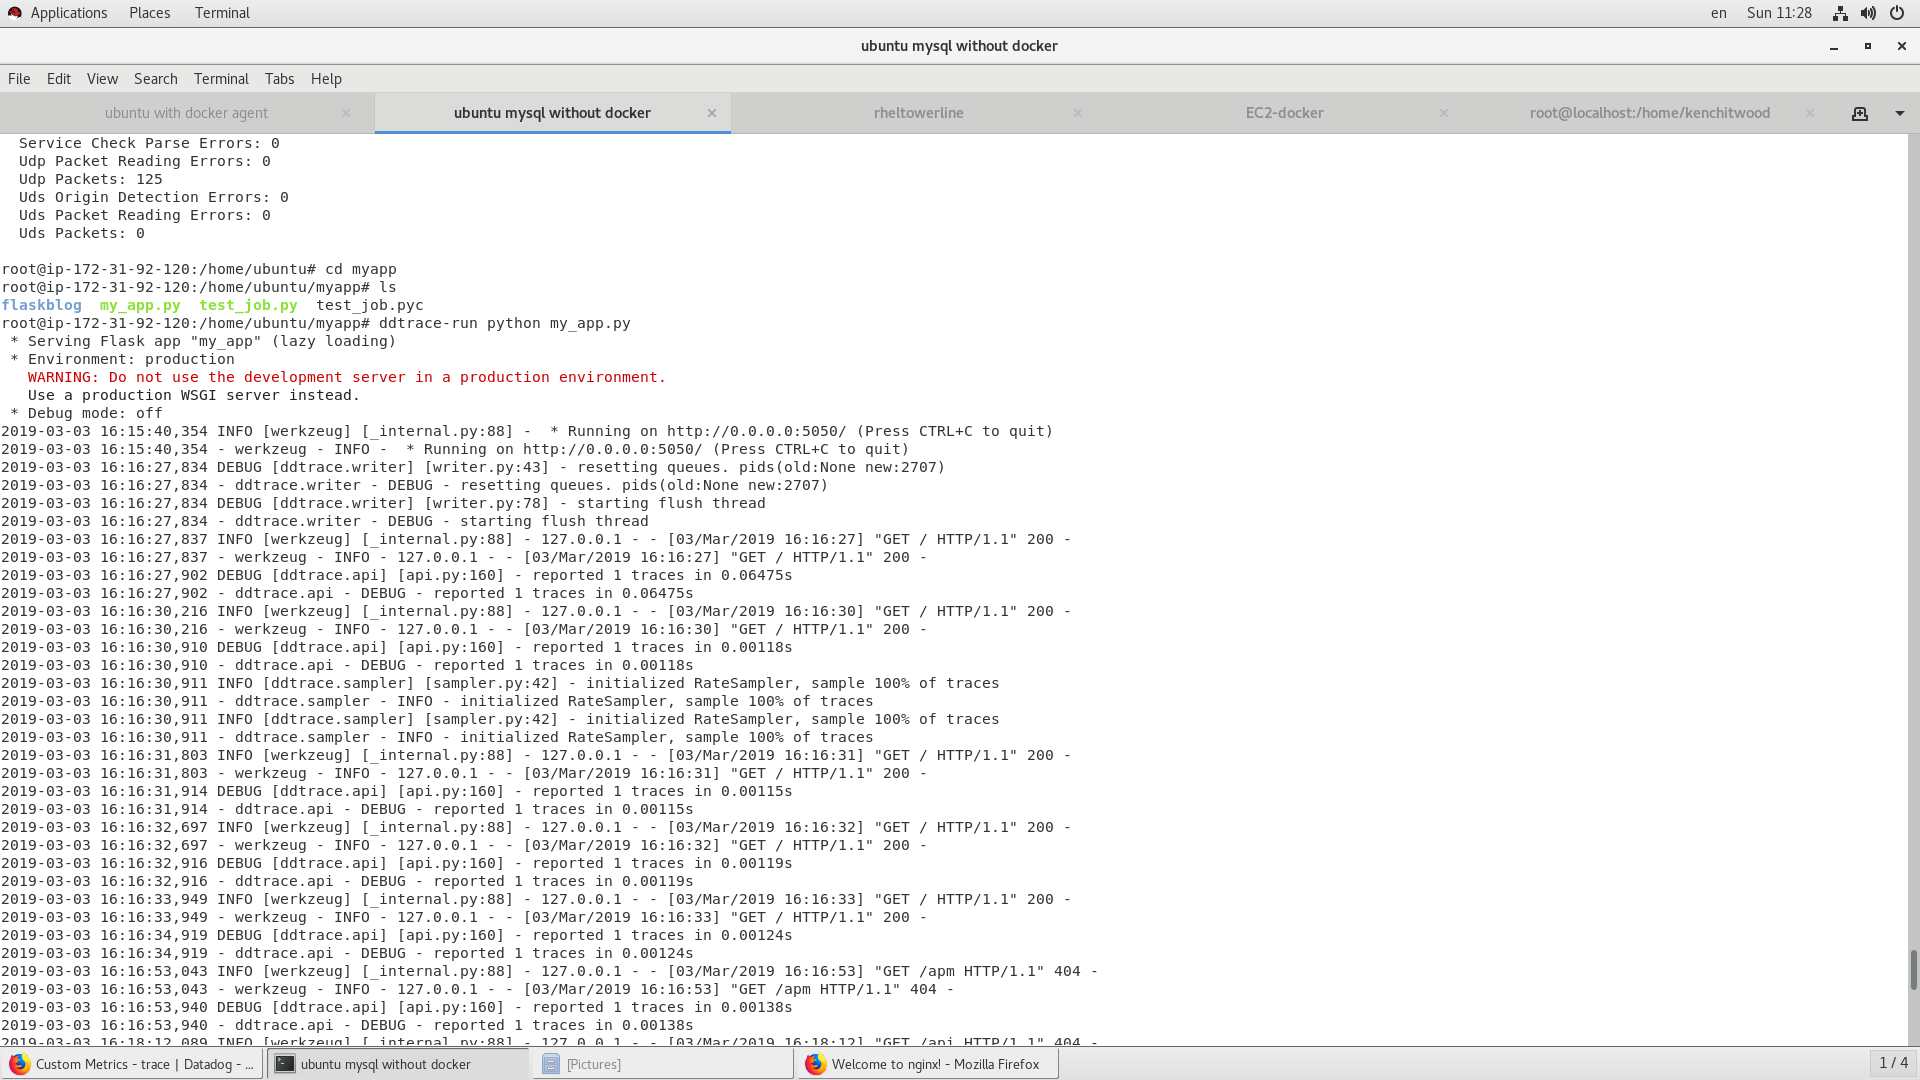 Applications Places Terminal en Sun 11:28
ubuntu mysql without docker
File Edit View Search Terminal Tabs Help
ubuntu with docker agent ubuntu mysql without docker rheltowerline EC2-docker root@localhost:/home/kenchitwood
Service Check Parse Errors: 0
Udp Packet Reading Errors: 0
Udp Packets: 125
Uds Origin Detection Errors: 0
Uds Packet Reading Errors: 0
Uds Packets: 0
root@ip-172-31-92-120:/home/ubuntu# cd myapp
root@ip-172-31-92-120:/home/ubuntu/myapp# ls
flaskblog my_app.py test_job.py test_job.pyc
root@ip-172-31-92-120:/home/ubuntu/myapp# ddtrace-run python my_app.py
* Serving Flask app "my_app" (lazy loading)
* Environment: production
WARNING: Do not use the development server in a production environment.
Use a production WSGI server instead.
* Debug mode: off
2019-03-03 16:15:40,354 INFO [werkzeug] [_internal.py:88] -  * Running on http://0.0.0.0:5050/ (Press CTRL+C to quit)
2019-03-03 16:15:40,354 - werkzeug - INFO -  * Running on http://0.0.0.0:5050/ (Press CTRL+C to quit)
2019-03-03 16:16:27,834 DEBUG [ddtrace.writer] [writer.py:43] - resetting queues. pids(old:None new:2707)
2019-03-03 16:16:27,834 - ddtrace.writer - DEBUG - resetting queues. pids(old:None new:2707)
2019-03-03 16:16:27,834 DEBUG [ddtrace.writer] [writer.py:78] - starting flush thread
2019-03-03 16:16:27,834 - ddtrace.writer - DEBUG - starting flush thread
2019-03-03 16:16:27,837 INFO [werkzeug] [_internal.py:88] - 127.0.0.1 - - [03/Mar/2019 16:16:27] "GET / HTTP/1.1" 200 -
2019-03-03 16:16:27,837 - werkzeug - INFO - 127.0.0.1 - - [03/Mar/2019 16:16:27] "GET / HTTP/1.1" 200 -
2019-03-03 16:16:27,902 DEBUG [ddtrace.api] [api.py:160] - reported 1 traces in 0.06475s
2019-03-03 16:16:27,902 - ddtrace.api - DEBUG - reported 1 traces in 0.06475s
2019-03-03 16:16:30,216 INFO [werkzeug] [_internal.py:88] - 127.0.0.1 - - [03/Mar/2019 16:16:30] "GET / HTTP/1.1" 200 -
2019-03-03 16:16:30,216 - werkzeug - INFO - 127.0.0.1 - - [03/Mar/2019 16:16:30] "GET / HTTP/1.1" 200 -
2019-03-03 16:16:30,910 DEBUG [ddtrace.api] [api.py:160] - reported 1 traces in 0.00118s
2019-03-03 16:16:30,910 - ddtrace.api - DEBUG - reported 1 traces in 0.00118s
2019-03-03 16:16:30,911 INFO [ddtrace.sampler] [sampler.py:42] - initialized RateSampler, sample 100% of traces
2019-03-03 16:16:30,911 - ddtrace.sampler - INFO - initialized RateSampler, sample 100% of traces
2019-03-03 16:16:30,911 INFO [ddtrace.sampler] [sampler.py:42] - initialized RateSampler, sample 100% of traces
2019-03-03 16:16:30,911 - ddtrace.sampler - INFO - initialized RateSampler, sample 100% of traces
2019-03-03 16:16:31,803 INFO [werkzeug] [_internal.py:88] - 127.0.0.1 - - [03/Mar/2019 16:16:31] "GET / HTTP/1.1" 200 -
2019-03-03 16:16:31,803 - werkzeug - INFO - 127.0.0.1 - - [03/Mar/2019 16:16:31] "GET / HTTP/1.1" 200 -
2019-03-03 16:16:31,914 DEBUG [ddtrace.api] [api.py:160] - reported 1 traces in 0.00115s
2019-03-03 16:16:31,914 - ddtrace.api - DEBUG - reported 1 traces in 0.00115s
2019-03-03 16:16:32,697 INFO [werkzeug] [_internal.py:88] - 127.0.0.1 - - [03/Mar/2019 16:16:32] "GET / HTTP/1.1" 200 -
2019-03-03 16:16:32,697 - werkzeug - INFO - 127.0.0.1 - - [03/Mar/2019 16:16:32] "GET / HTTP/1.1" 200 -
2019-03-03 16:16:32,916 DEBUG [ddtrace.api] [api.py:160] - reported 1 traces in 0.00119s
2019-03-03 16:16:32,916 - ddtrace.api - DEBUG - reported 1 traces in 0.00119s
2019-03-03 16:16:33,949 INFO [werkzeug] [_internal.py:88] - 127.0.0.1 - - [03/Mar/2019 16:16:33] "GET / HTTP/1.1" 200 -
2019-03-03 16:16:33,949 - werkzeug - INFO - 127.0.0.1 - - [03/Mar/2019 16:16:33] "GET / HTTP/1.1" 200 -
2019-03-03 16:16:34,919 DEBUG [ddtrace.api] [api.py:160] - reported 1 traces in 0.00124s
2019-03-03 16:16:34,919 - ddtrace.api - DEBUG - reported 1 traces in 0.00124s
2019-03-03 16:16:53,043 INFO [werkzeug] [_internal.py:88] - 127.0.0.1 - - [03/Mar/2019 16:16:53] "GET /apm HTTP/1.1" 404 -
2019-03-03 16:16:53,043 - werkzeug - INFO - 127.0.0.1 - - [03/Mar/2019 16:16:53] "GET /apm HTTP/1.1" 404 -
2019-03-03 16:16:53,940 DEBUG [ddtrace.api] [api.py:160] - reported 1 traces in 0.00138s
2019-03-03 16:16:53,940 - ddtrace.api - DEBUG - reported 1 traces in 0.00138s
2019-03-03 16:18:12,089 INFO [werkzeug] [_internal.py:88] - 127.0.0.1 - - [03/Mar/2019 16:18:12] "GET /api HTTP/1.1" 404 -
Custom Metrics - trace | Datadog - ... ubuntu mysql without docker [Pictures] Welcome to nginx! - Mozilla Firefox 1 / 4